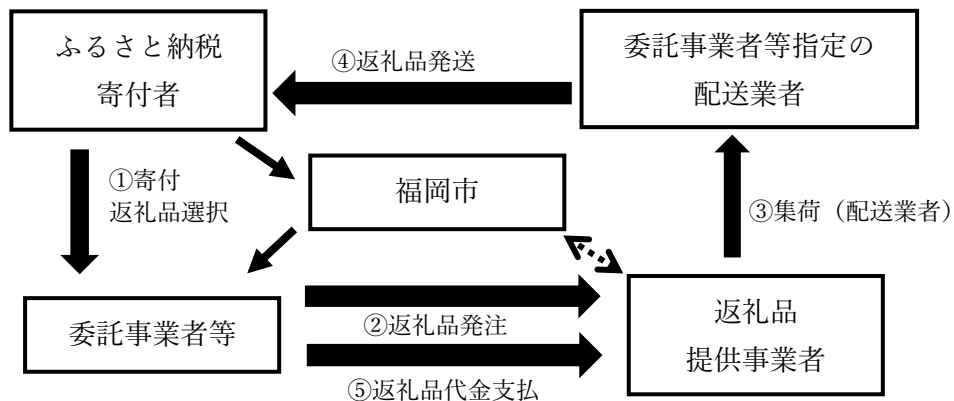 ふるさと納税
寄付者
④返礼品発送
委託事業者等指定の
配送業者
①寄付
返礼品選択
福岡市
③集荷（配送業者）
委託事業者等
②返礼品発注
⑤返礼品代金支払
返礼品
提供事業者